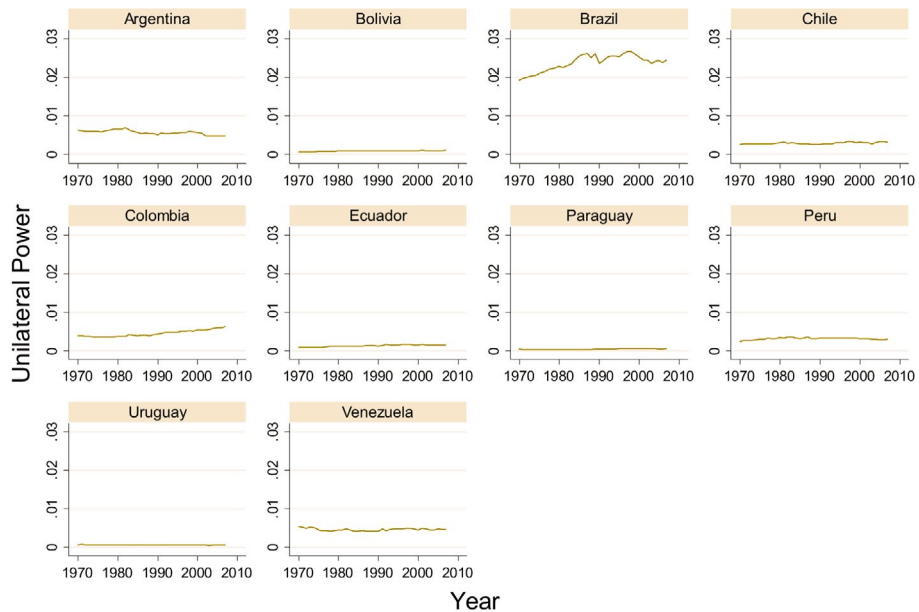 Argentina Bolivia Brazil Chile
.03 .03 .03 .03
.02 .02 .02 .02
.01 .01 .01 .01
0 0 0 0
1970 1980 1990 2000 2010 1970 1980 1990 2000 2010 1970 1980 1990 2000 2010 1970 1980 1990 2000 2010
Colombia Ecuador Paraguay Peru
.03 .03 .03 .03
.02 .02 .02 .02
.01 .01 .01 .01
0 0 0 0
1970 1980 1990 2000 2010 1970 1980 1990 2000 2010 1970 1980 1990 2000 2010 1970 1980 1990 2000 2010
Uruguay Venezuela
.03 .03
.02 .02
.01 .01
0 0
1970 1980 1990 2000 2010 1970 1980 1990 2000 2010
Unilateral Power
Year